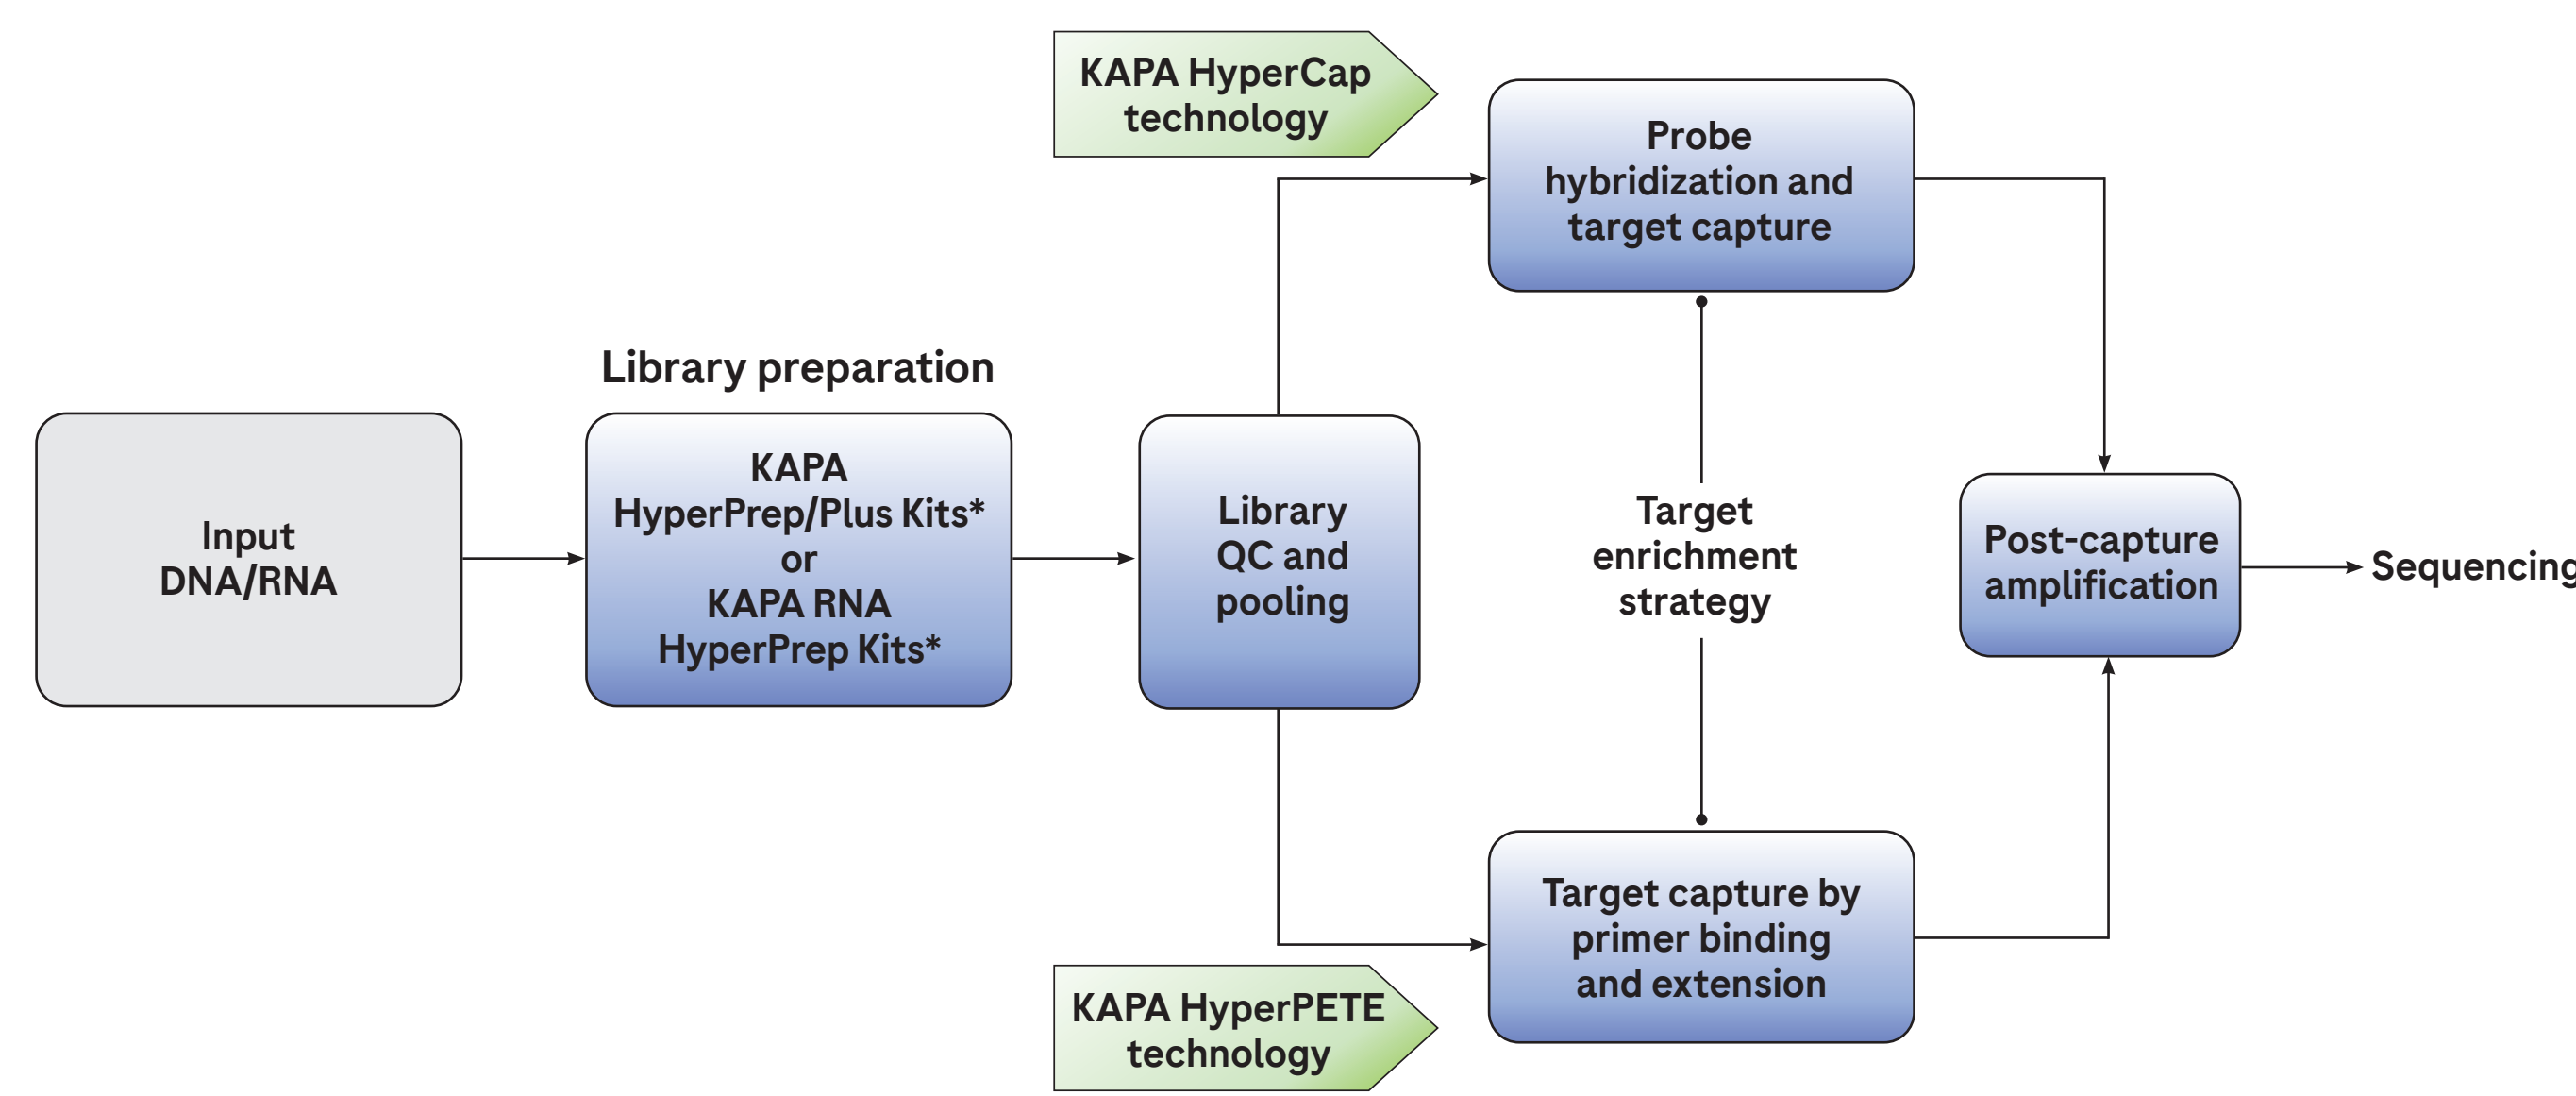 KAPA HyperCap
technology
Probe
hybridization and
target capture
Library preparation
Input
DNA/RNA
KAPA
HyperPrep/Plus Kits*
or
KAPA RNA
HyperPrep Kits*
Library
QC and
pooling
Target
enrichment
strategy
Post-capture
amplification
Sequencing
Target capture by
primer binding
and extension
KAPA HyperPETE
technology